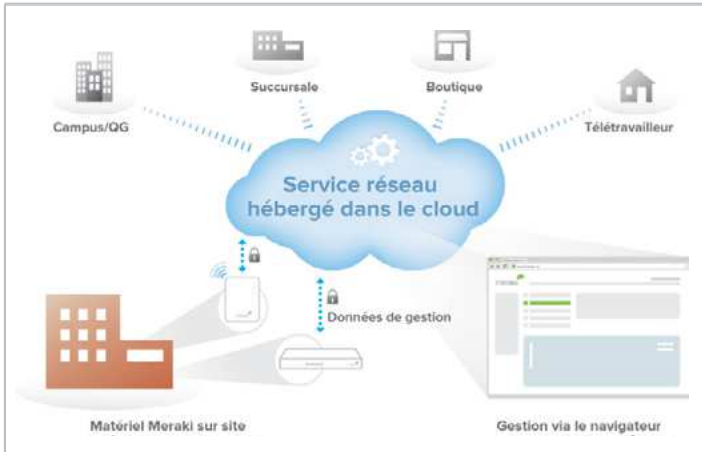 Succursale
Boutique
Campus/QG
Télétravailleur
Service réseau
hébergé dans le cloud
Données de gestion
Matériel Meraki sur site
Gestion via le navigateur